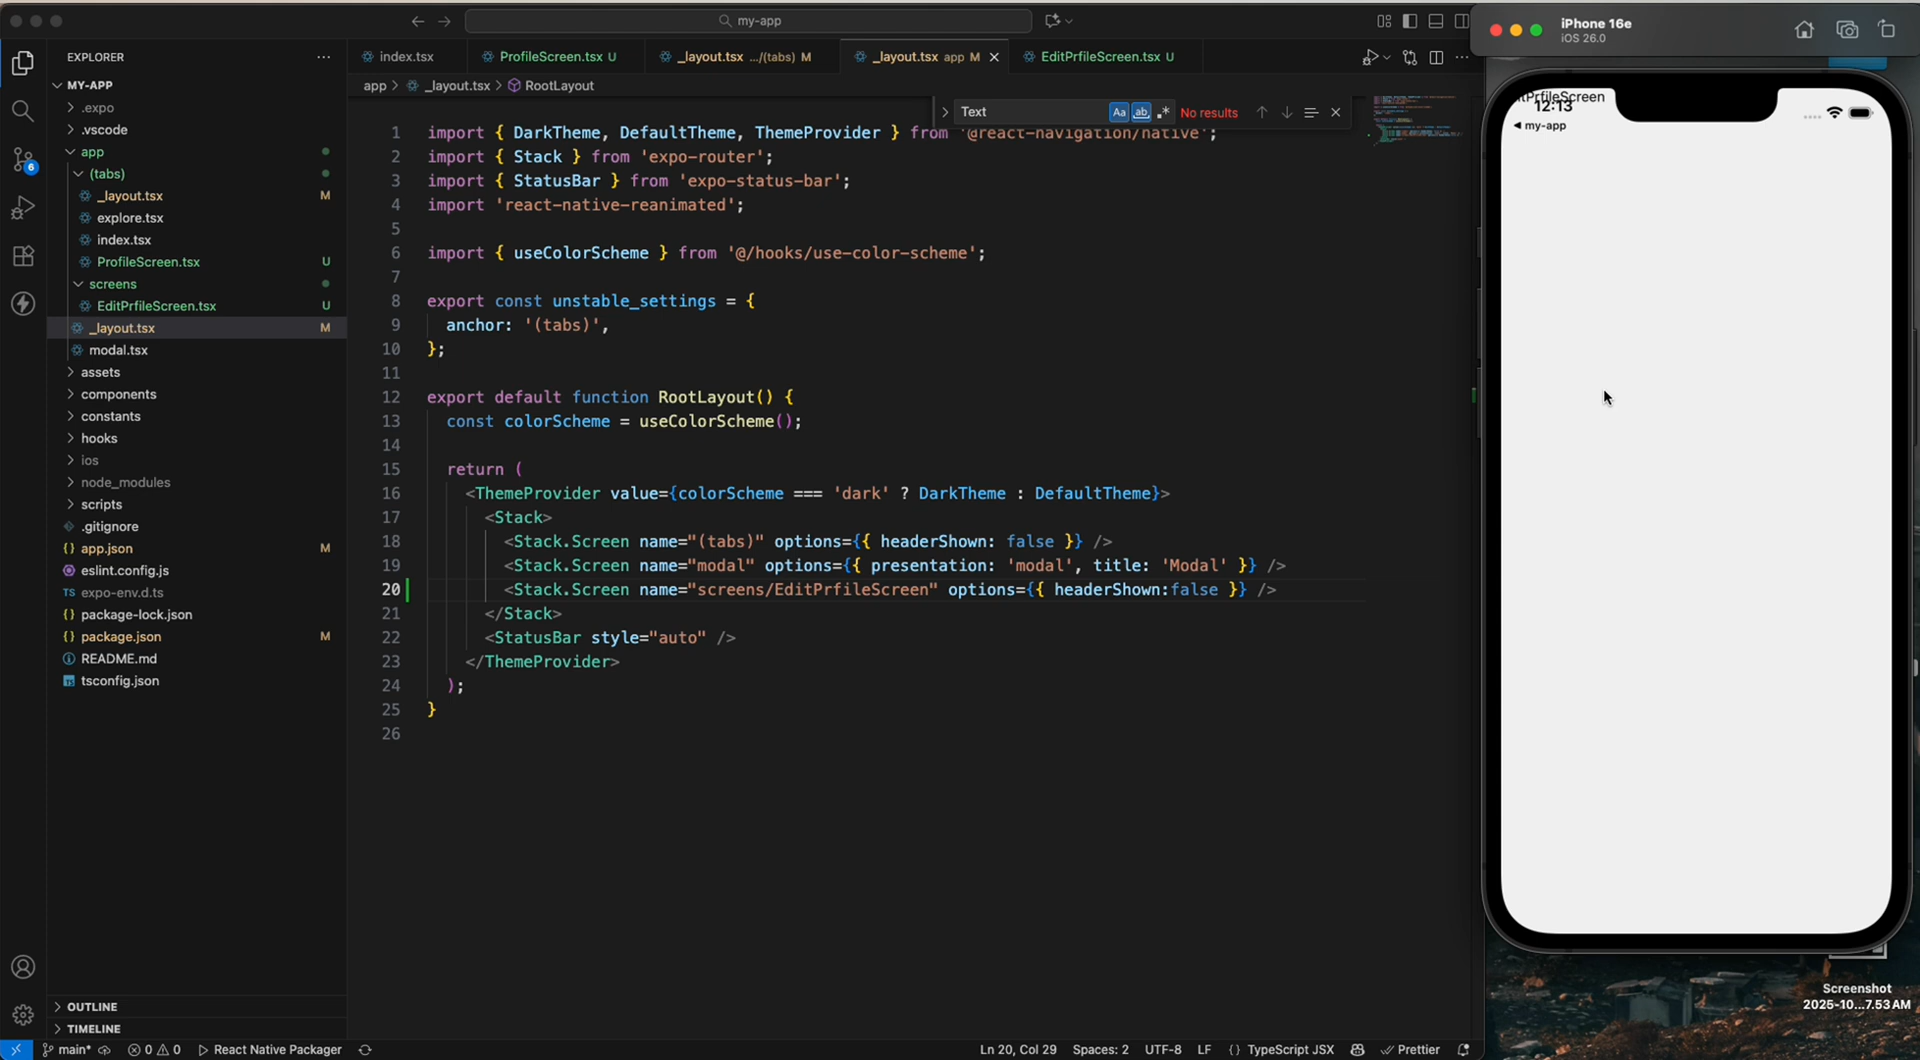 my-app
iPhone 16e
iOS 26.0
EXPLORER
index.tsx
ProfileScreen.tsx U
_layout.tsx .../(tabs) M
_layout.tsx app M
EditPrfileScreen.tsx U
MY-APP
.expo
.vscode
app
(tabs)
_layout.tsx M
explore.tsx
index.tsx
ProfileScreen.tsx U
screens
EditPrfileScreen.tsx U
_layout.tsx M
modal.tsx
assets
components
constants
hooks
ios
node_modules
scripts
.gitignore
{} app.json M
eslint.config.js
TS expo-env.d.ts
{} package-lock.json
{} package.json M
README.md
tsconfig.json
OUTLINE
TIMELINE
6
app > _layout.tsx > RootLayout
Text
Aa
ab
.*
No results
1 import { DarkTheme, DefaultTheme, ThemeProvider } from '@react-navigation/native';
2 import { Stack } from 'expo-router';
3 import { StatusBar } from 'expo-status-bar';
4 import 'react-native-reanimated';
5
6 import { useColorScheme } from '@/hooks/use-color-scheme';
7
8 export const unstable_settings = {
9 anchor: '(tabs)',
10 };
11
12 export default function RootLayout() {
13 const colorScheme = useColorScheme();
14
15 return (
16 <ThemeProvider value={colorScheme === 'dark' ? DarkTheme : DefaultTheme}>
17 <Stack>
18 <Stack.Screen name="(tabs)" options={{ headerShown: false }} />
19 <Stack.Screen name="modal" options={{ presentation: 'modal', title: 'Modal' }} />
20 <Stack.Screen name="screens/EditPrfileScreen" options={{ headerShown:false }} />
21 </Stack>
22 <StatusBar style="auto" />
23 </ThemeProvider>
24 );
25 }
26
itPrfileScreen
12:13
my-app
Screenshot
2025-10...7.53 AM
main*
0
0
React Native Packager
Ln 20, Col 29
Spaces: 2
UTF-8
LF
{} TypeScript JSX
Prettier